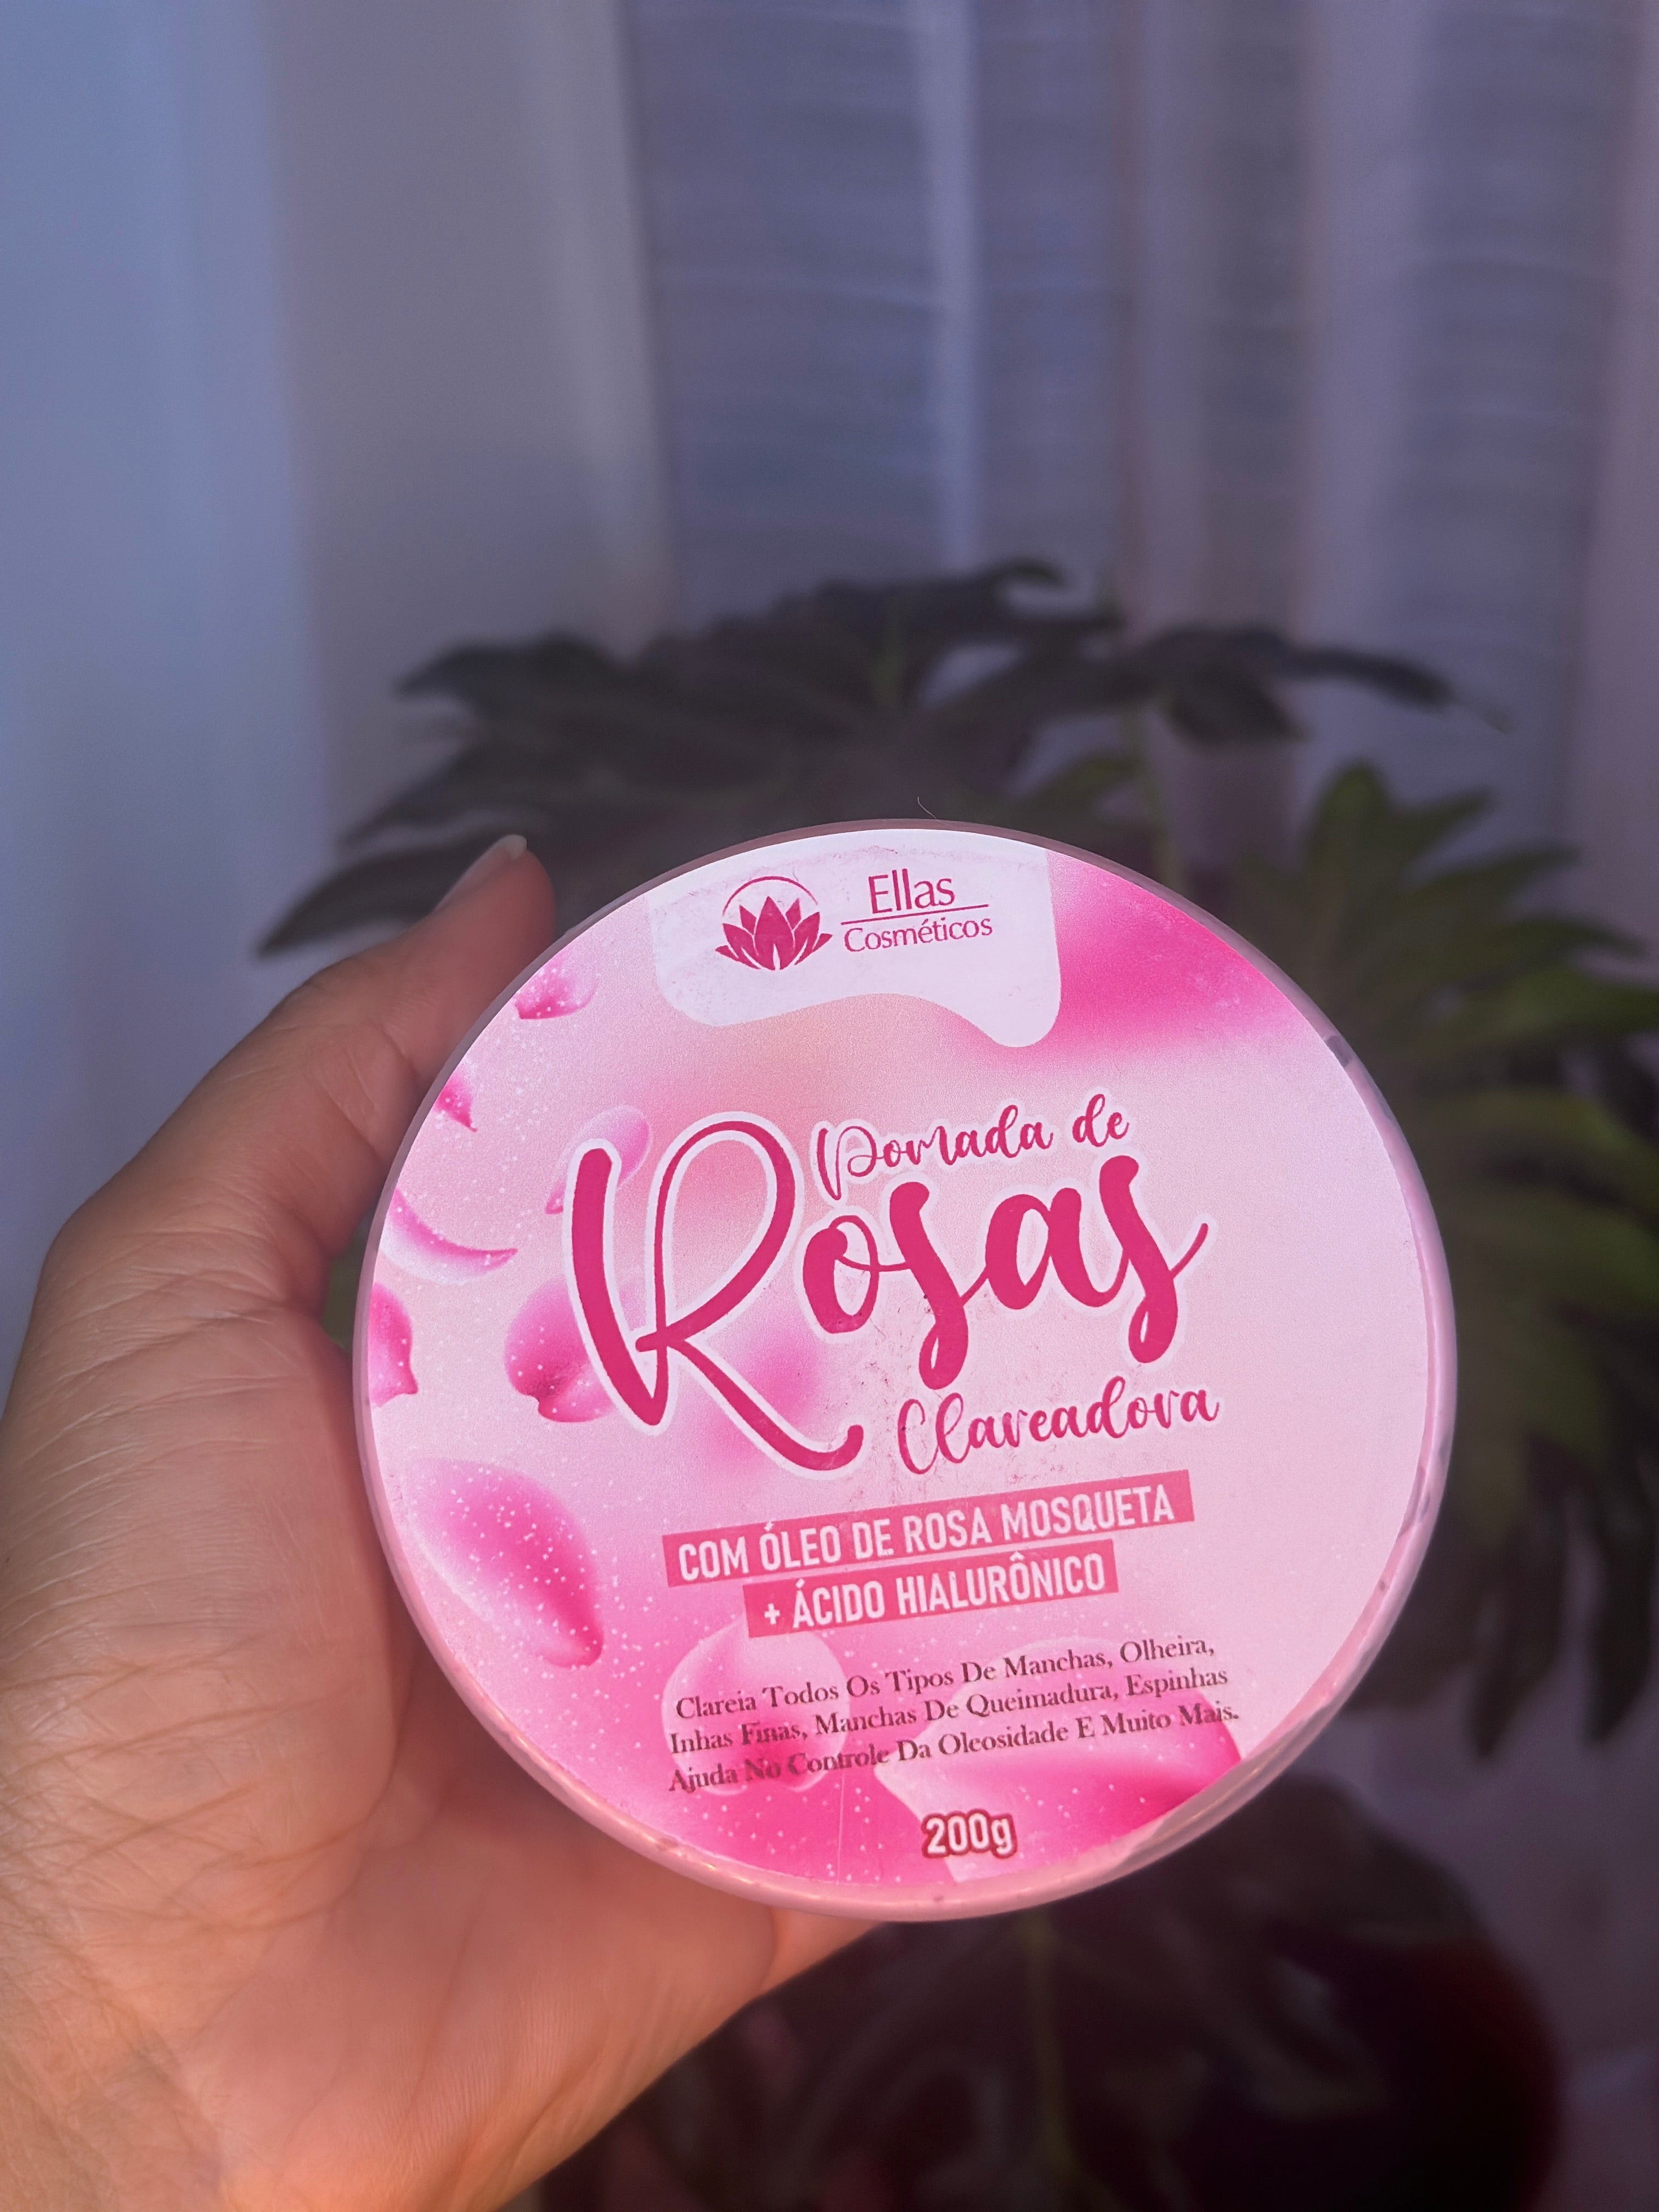 Ellas
Cosméticos
Pomada de
Rosas
Clareadora
COM ÓLEO DE ROSA MOSQUETA
+ ÁCIDO HIALURÔNICO
Clareia Todos Os Tipos De Manchas, Olheira,
Inhas Finas, Manchas De Queimadura, Espinhas
Ajuda No Controle Da Oleosidade E Muito Mais.
200g